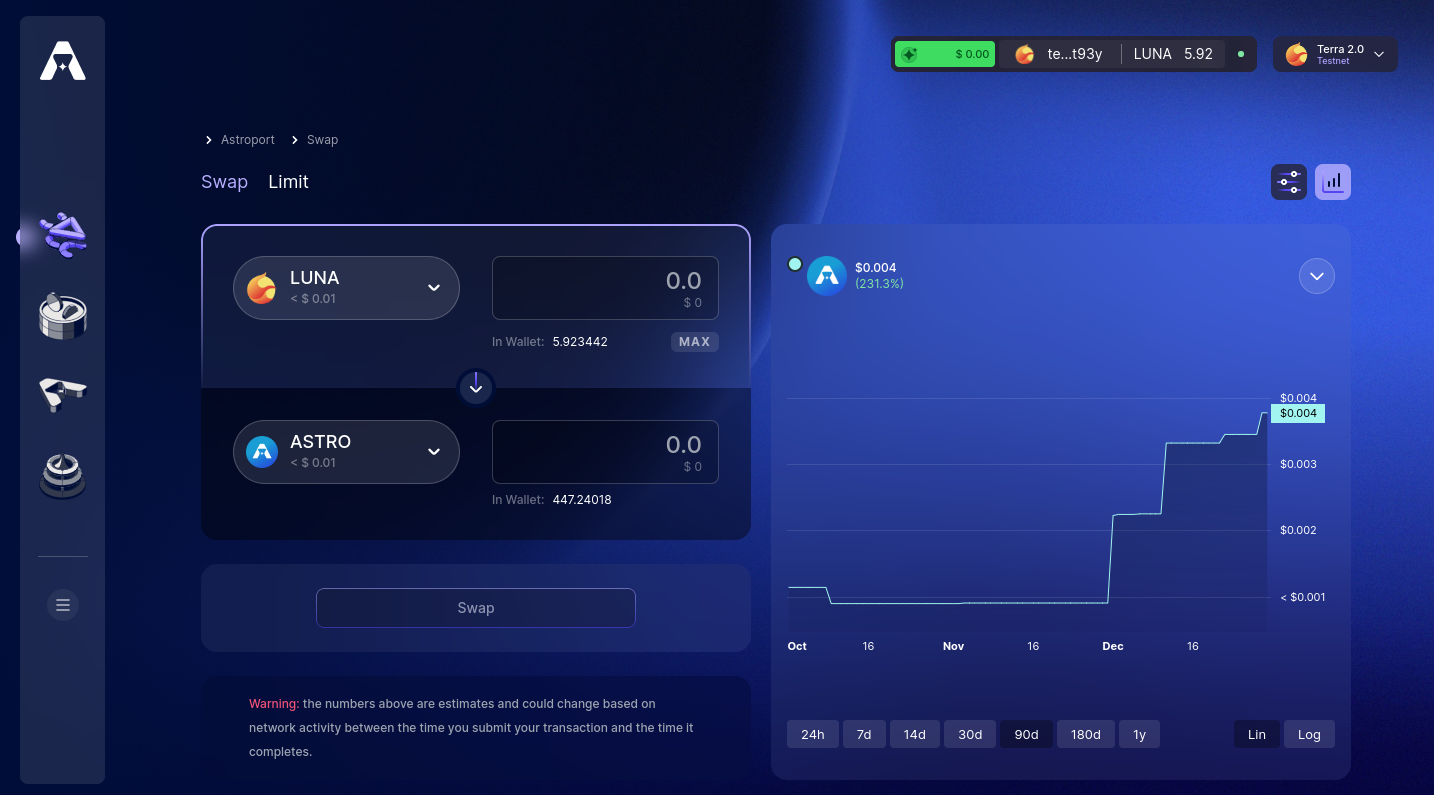 $ 0.00
te...t93y
LUNA 5.92
Terra 2.0
Testnet
Astroport
Swap
Swap
Limit
LUNA
< $ 0.01
0.0
$ 0
In Wallet: 5.923442
MAX
ASTRO
< $ 0.01
0.0
$ 0
In Wallet: 447.24018
Swap
Warning: the numbers above are estimates and could change based on
network activity between the time you submit your transaction and the time it
completes.
$0.004
(231.3%)
$0.004
$0.004
$0.003
$0.002
< $0.001
Oct 16 Nov 16 Dec 16
24h 7d 14d 30d 90d 180d 1y Lin Log